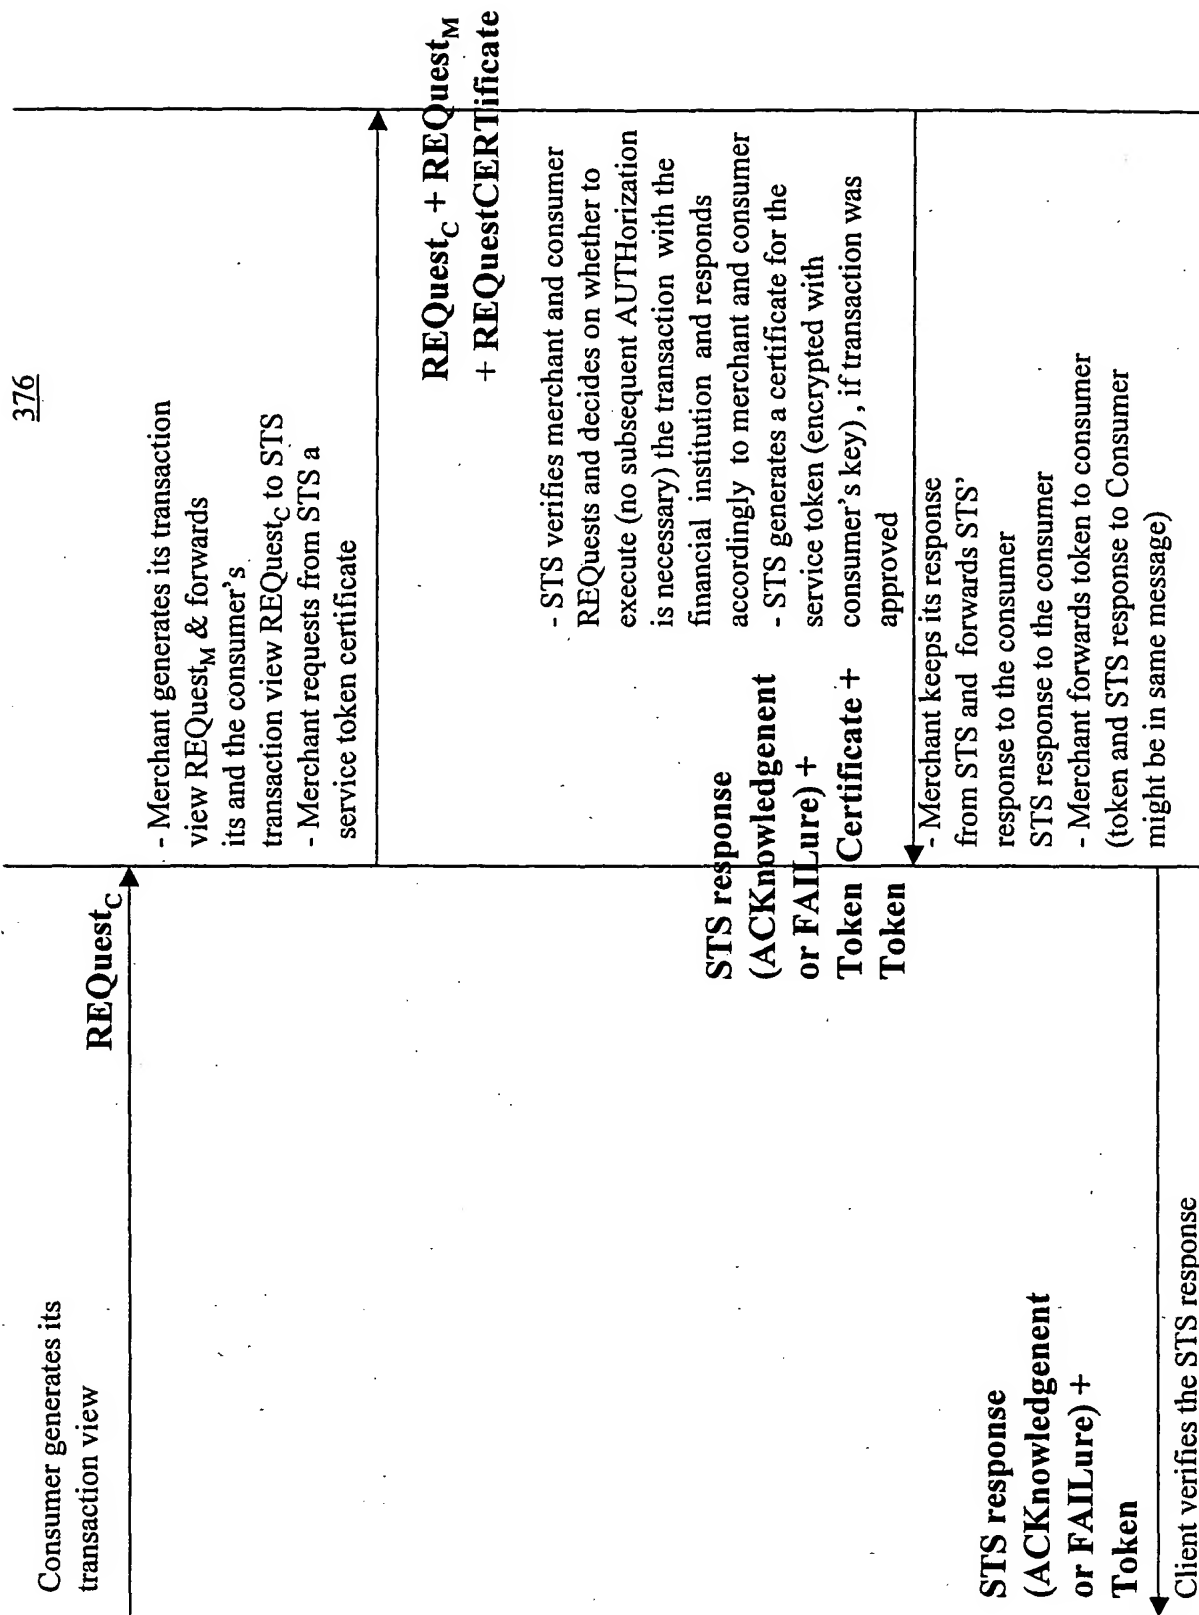 376
Consumer generates its
transaction view
REQuest_C
- Merchant generates its transaction
view REQuest_M & forwards
its and the consumer's
transaction view REQuest_C to STS
- Merchant requests from STS a
service token certificate
REQuest_C + REQuest_M
+ REQuestCERTificate
- STS verifies merchant and consumer
REQuests and decides on whether to
execute (no subsequent AUTHorization
is necessary) the transaction with the
financial institution and responds
accordingly to merchant and consumer
- STS generates a certificate for the
service token (encrypted with
consumer's key) , if transaction was
approved
STS response
(ACKnowledgenent
or FAILure) +
Token Certificate +
Token
- Merchant keeps its response
from STS and forwards STS'
response to the consumer
STS response to the consumer
- Merchant forwards token to consumer
(token and STS response to Consumer
might be in same message)
STS response
(ACKnowledgenent
or FAILure) +
Token
Client verifies the STS response